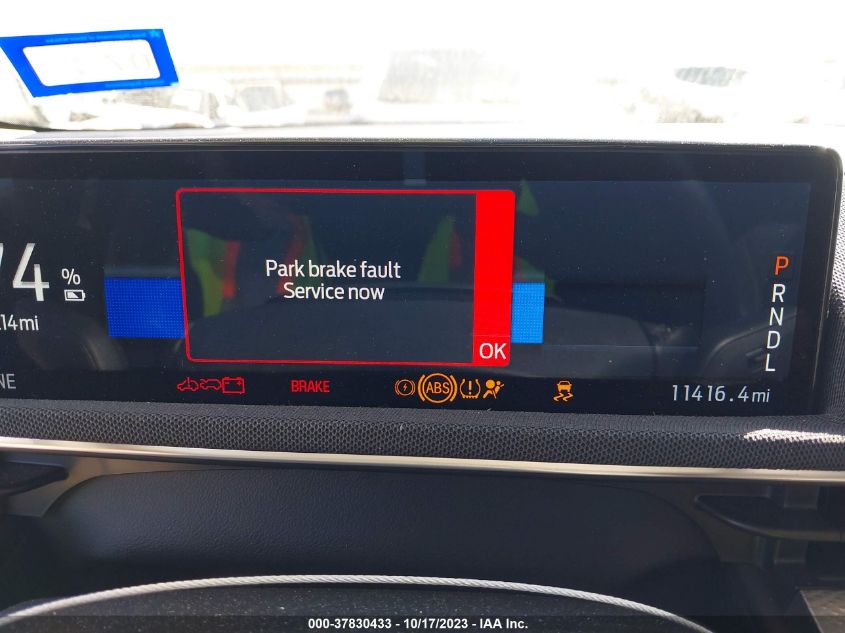 Park brake fault
Service now
OK
74 %
14mi
P
R
N
D
L
BRAKE
ABS
11416.4mi
000-37830433 - 10/17/2023 - IAA Inc.